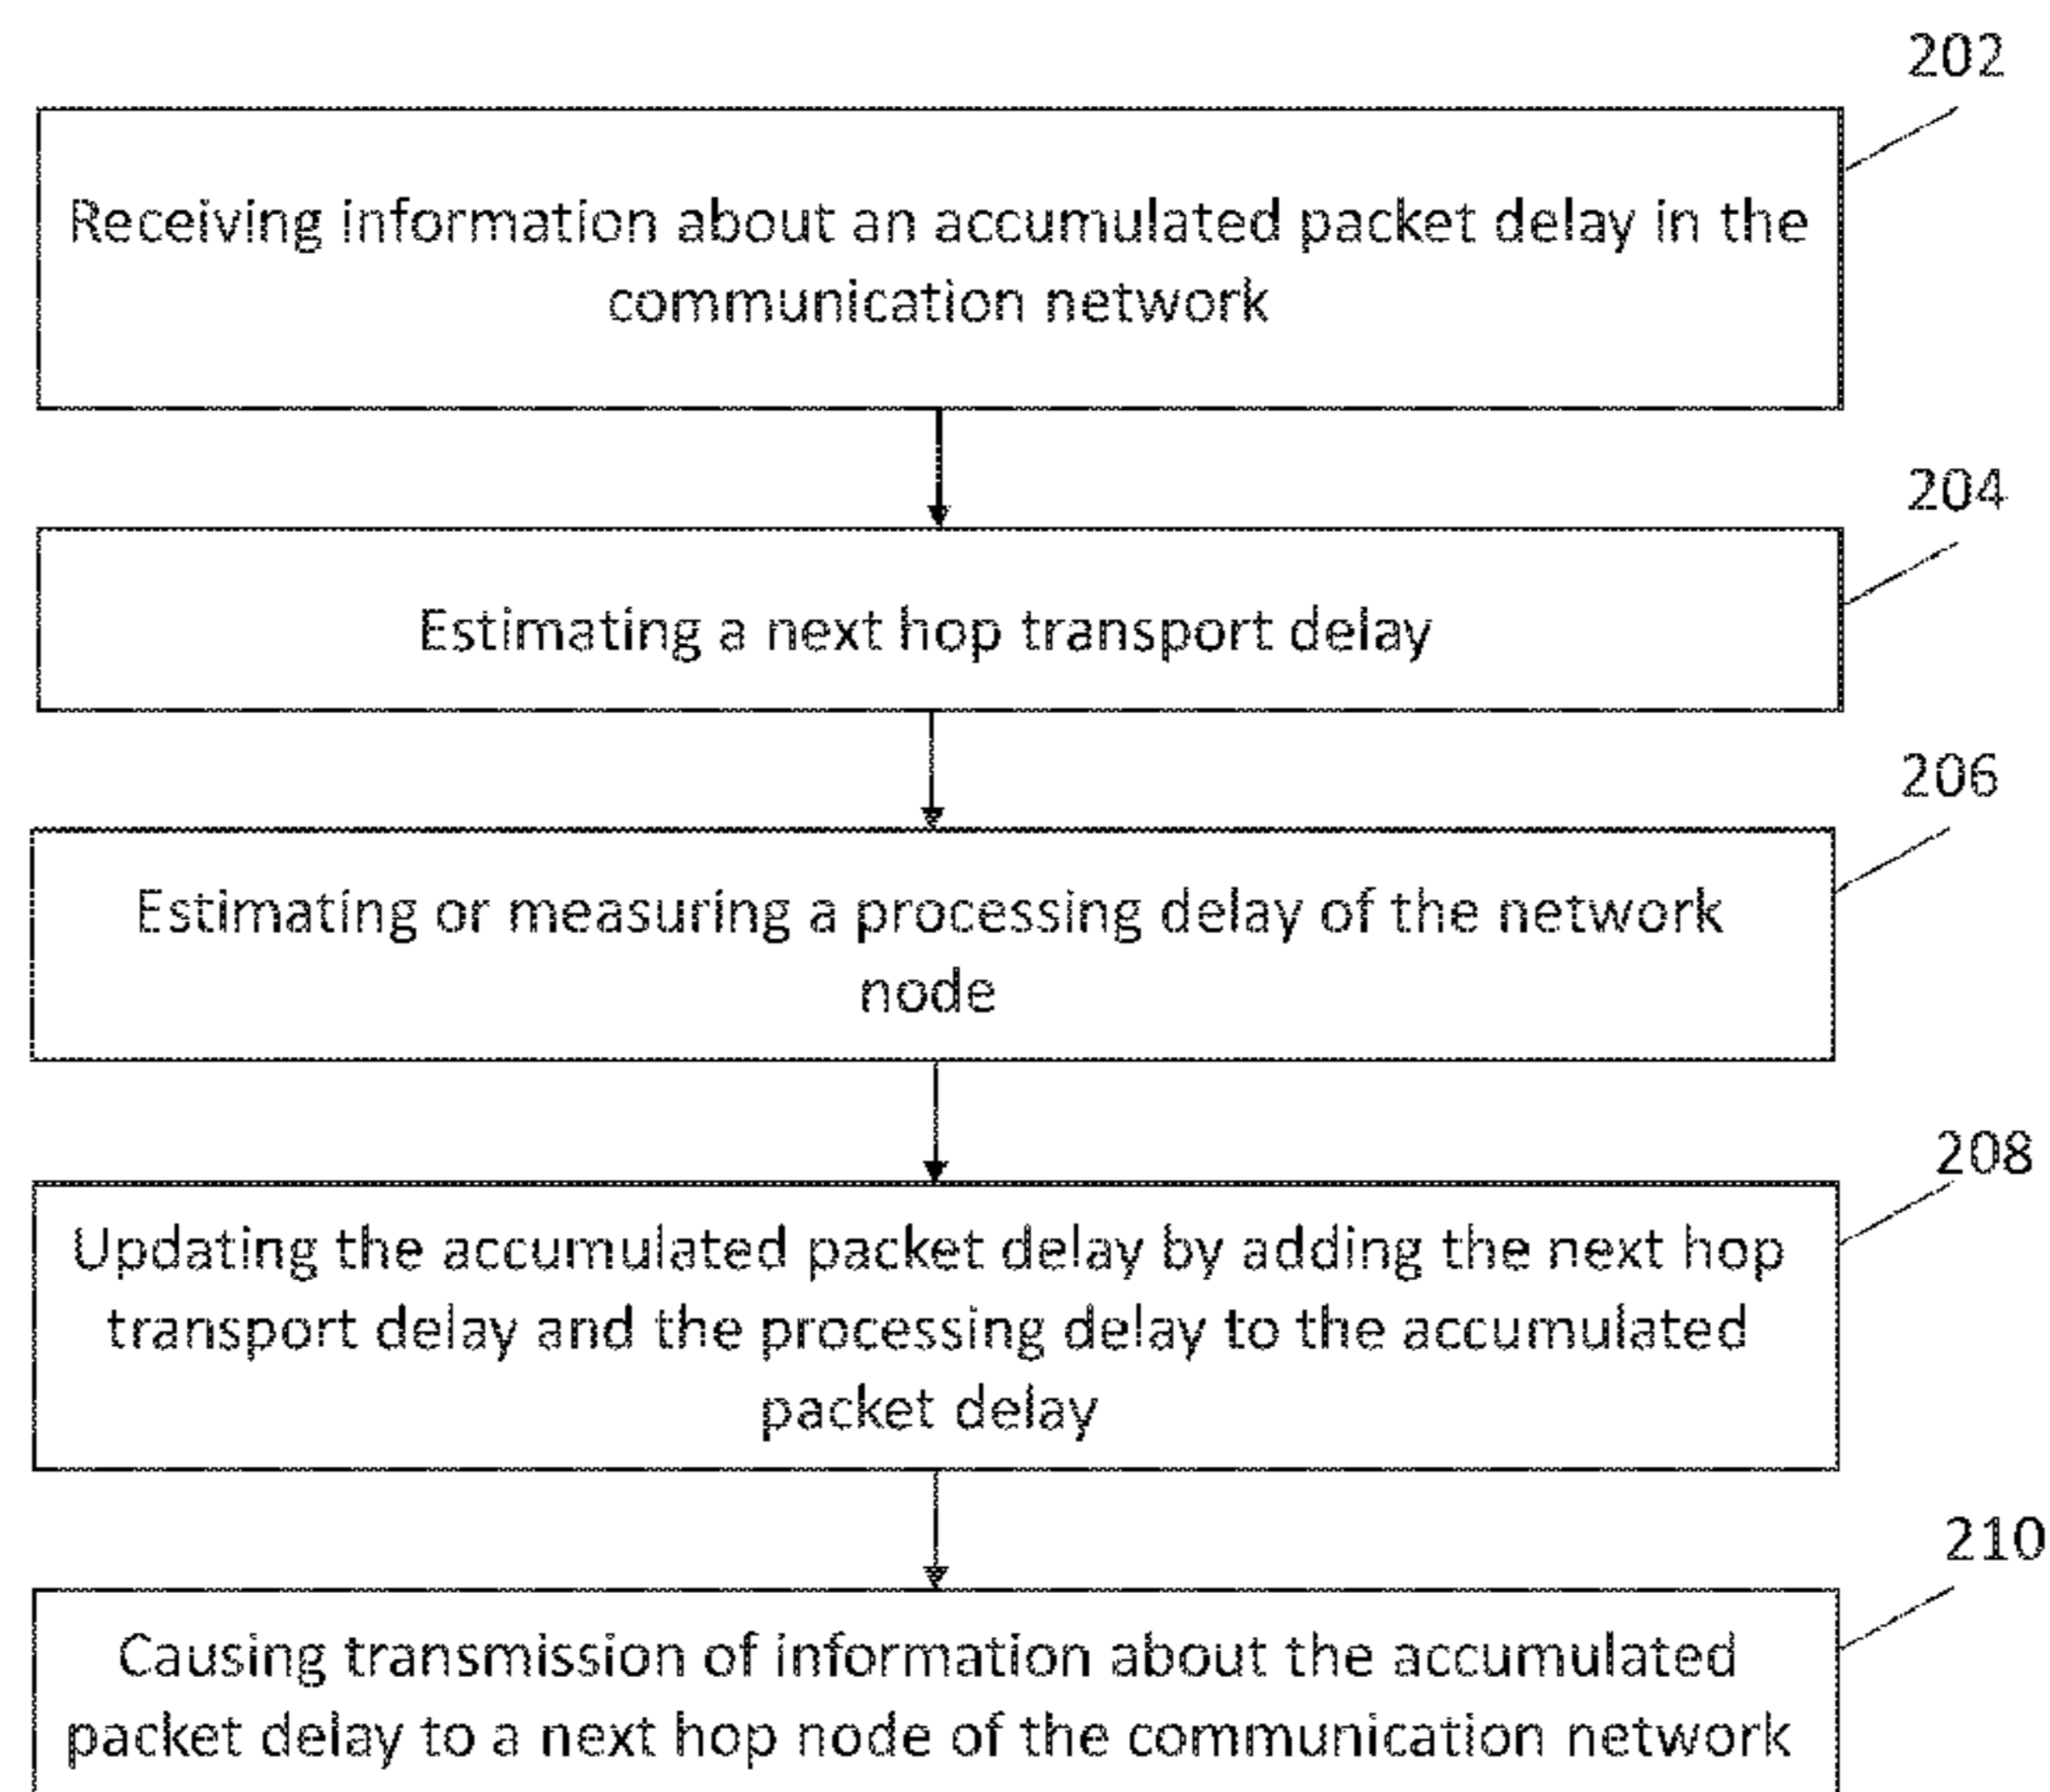 202
Receiving information about an accumulated packet delay in the
communication network
204
Estimating a next hop transport delay
206
Estimating or measuring a processing delay of the network
node
208
Updating the accumulated packet delay by adding the next hop
transport delay and the processing delay to the accumulated
packet delay
210
Causing transmission of information about the accumulated
packet delay to a next hop node of the communication network